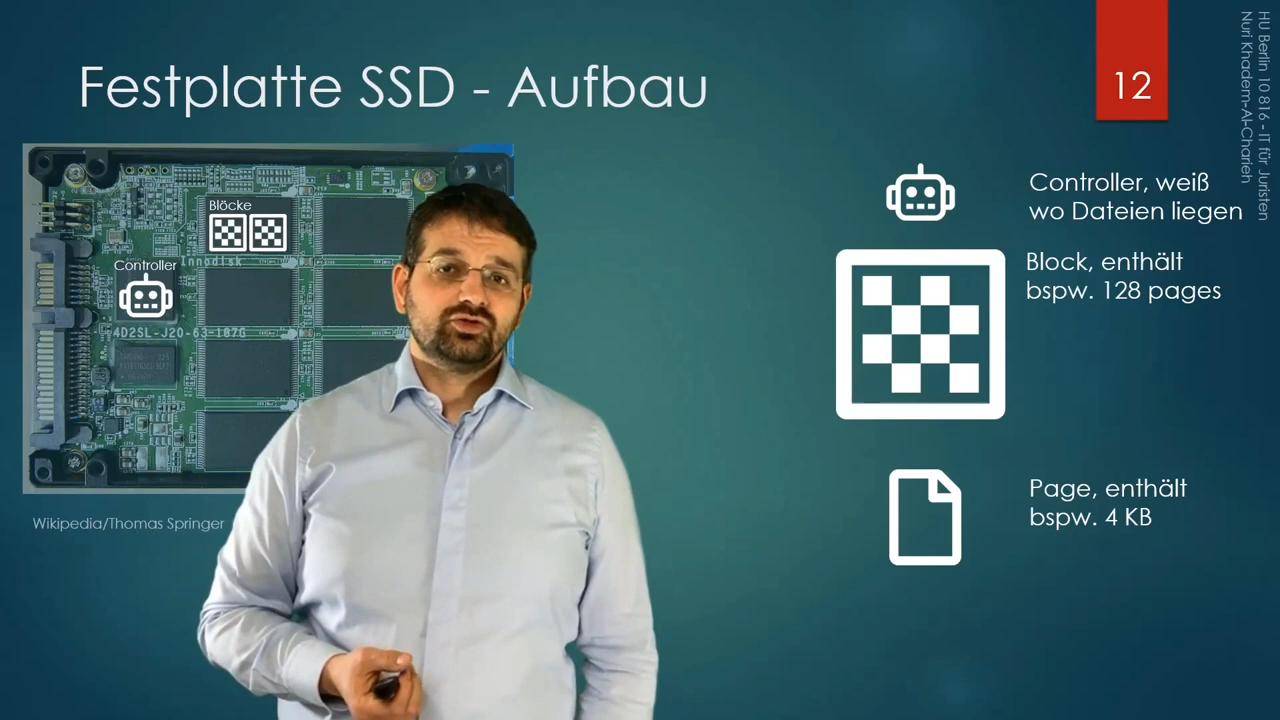 Festplatte SSD - Aufbau
12
HU Berlin 10 816 - IT für Juristen
Nuri Khadem-Al-Charieh
Blöcke
Innodisk
Controller
4D2SL-J20-63-187G
Wikipedia/Thomas Springer
Controller, weiß
wo Dateien liegen
Block, enthält
bspw. 128 pages
Page, enthält
bspw. 4 KB